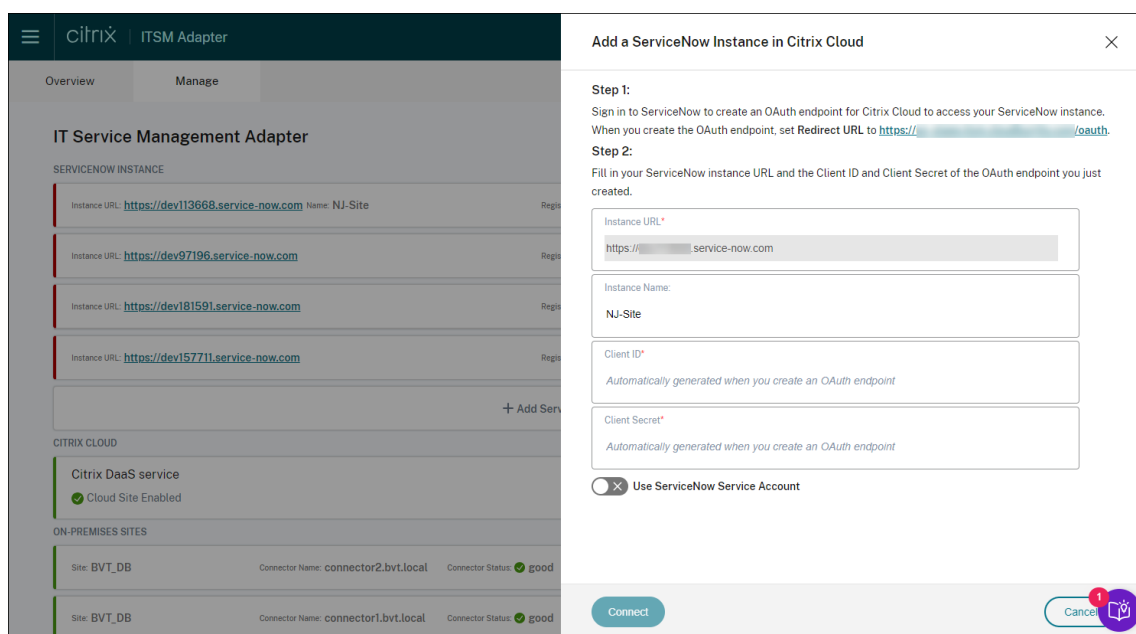 citrix | ITSM Adapter
Overview Manage
IT Service Management Adapter
SERVICENOW INSTANCE
Instance URL: https://dev113668.service-now.com Name: NJ-Site Regis
Instance URL: https://dev97196.service-now.com Regis
Instance URL: https://dev181591.service-now.com Regis
Instance URL: https://dev157711.service-now.com Regis
+ Add Serv
CITRIX CLOUD
Citrix DaaS service
Cloud Site Enabled
ON-PREMISES SITES
Site: BVT_DB Connector Name: connector2.bvt.local Connector Status: good
Site: BVT_DB Connector Name: connector1.bvt.local Connector Status: good
Add a ServiceNow Instance in Citrix Cloud
Step 1:
Sign in to ServiceNow to create an OAuth endpoint for Citrix Cloud to access your ServiceNow instance.
When you create the OAuth endpoint, set Redirect URL to https:// /oauth.
Step 2:
Fill in your ServiceNow instance URL and the Client ID and Client Secret of the OAuth endpoint you just
created.
Instance URL*
https:// .service-now.com
Instance Name:
NJ-Site
Client ID*
Automatically generated when you create an OAuth endpoint
Client Secret*
Automatically generated when you create an OAuth endpoint
Use ServiceNow Service Account
Connect Cancel 1